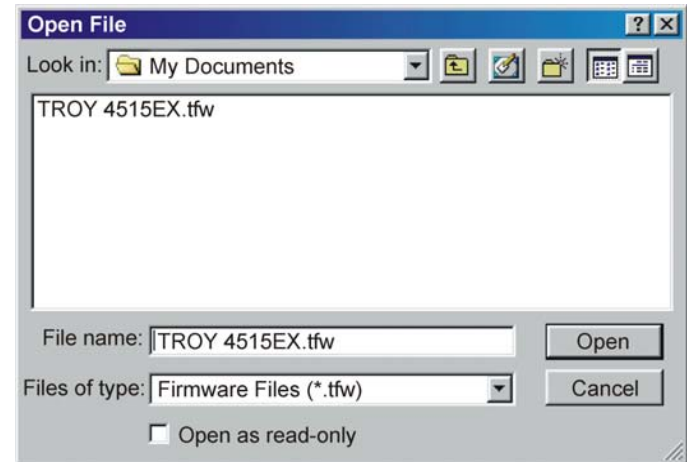 Open File
Look in: My Documents
TROY 4515EX.tfw
File name: TROY 4515EX.tfw Open
Files of type: Firmware Files (*.tfw) Cancel
Open as read-only